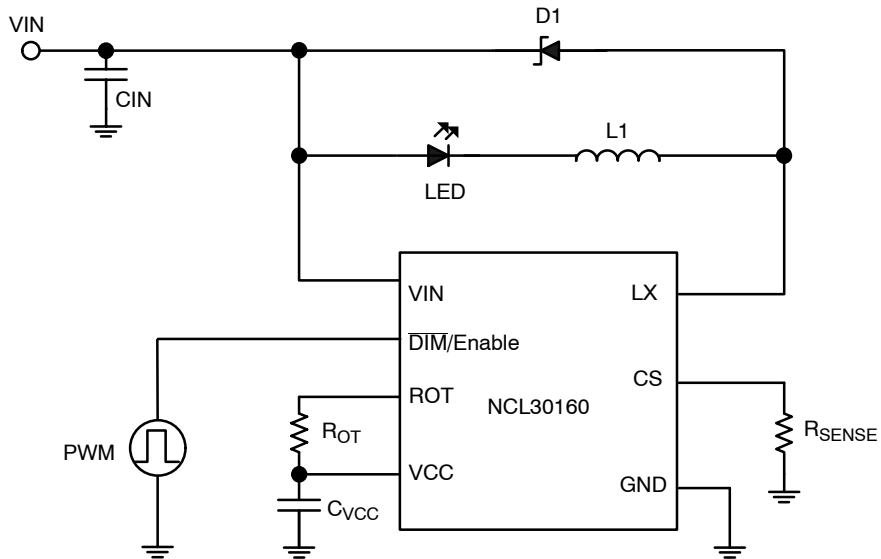 VIN
D1
CIN
L1
LED
VIN
LX
DIM/Enable
CS
ROT
NCL30160
ROT
RSENSE
PWM
VCC
GND
CVCC